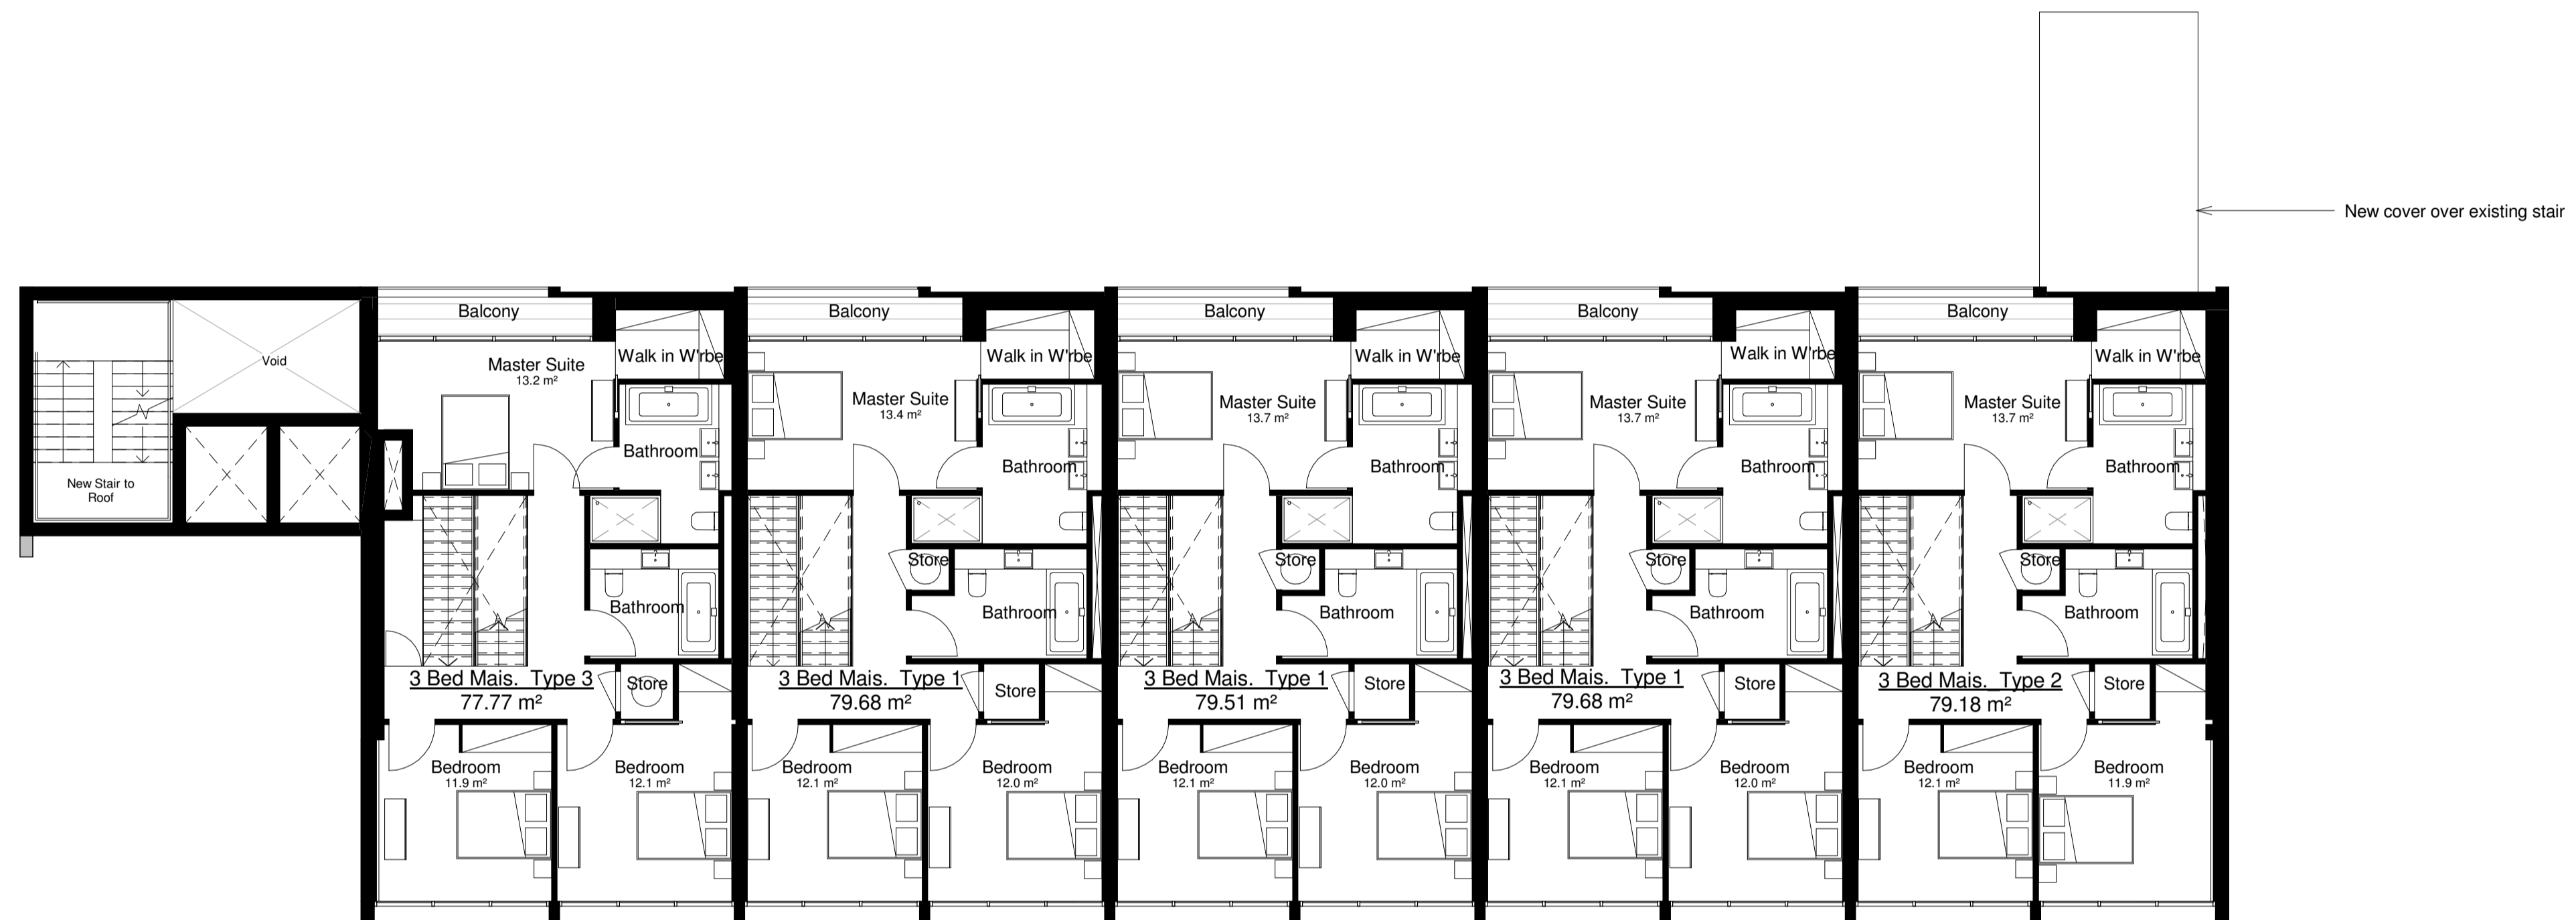 New cover over existing stair
Balcony
Balcony
Balcony
Balcony
Balcony
Void
Master Suite
13.2 m²
Walk in W'rbe
Master Suite
13.4 m²
Walk in W'rbe
Master Suite
13.7 m²
Walk in W'rbe
Master Suite
13.7 m²
Walk in W'rbe
Master Suite
13.7 m²
Walk in W'rbe
Bathroom
Bathroom
Bathroom
Bathroom
Bathroom
New Stair to
Roof
Store
Store
Store
Store
Bathroom
Bathroom
Bathroom
Bathroom
Bathroom
3 Bed Mais.  Type 3
77.77 m²
Store
3 Bed Mais.  Type 1
79.68 m²
Store
3 Bed Mais.  Type 1
79.51 m²
Store
3 Bed Mais.  Type 1
79.68 m²
Store
3 Bed Mais._Type 2
79.18 m²
Store
Bedroom
11.9 m²
Bedroom
12.1 m²
Bedroom
12.1 m²
Bedroom
12.0 m²
Bedroom
12.1 m²
Bedroom
12.0 m²
Bedroom
12.1 m²
Bedroom
12.0 m²
Bedroom
12.1 m²
Bedroom
11.9 m²